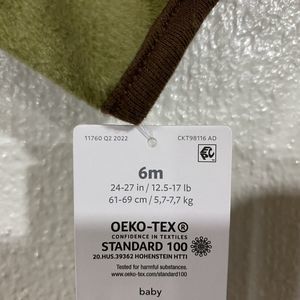 11760 Q2 2022
CKT98116 AD
6m
24-27 in / 12.5-17 lb
61-69 cm / 5,7-7,7 kg
OEKO-TEX®
CONFIDENCE IN TEXTILES
STANDARD 100
20.HUS.39362 HOHENSTEIN HTTI
Tested for harmful substances.
www.oeko-tex.com/standard100
baby